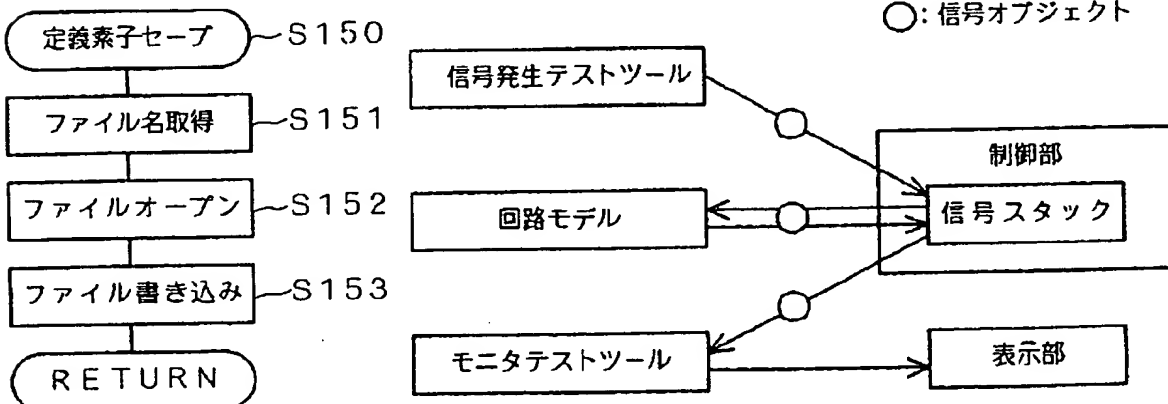 定義素子セーブ S150
ファイル名取得 S151
ファイルオープン S152
ファイル書き込み S153
RETURN
○:信号オブジェクト
信号発生テストツール
制御部
信号スタック
回路モデル
モニタテストツール
表示部